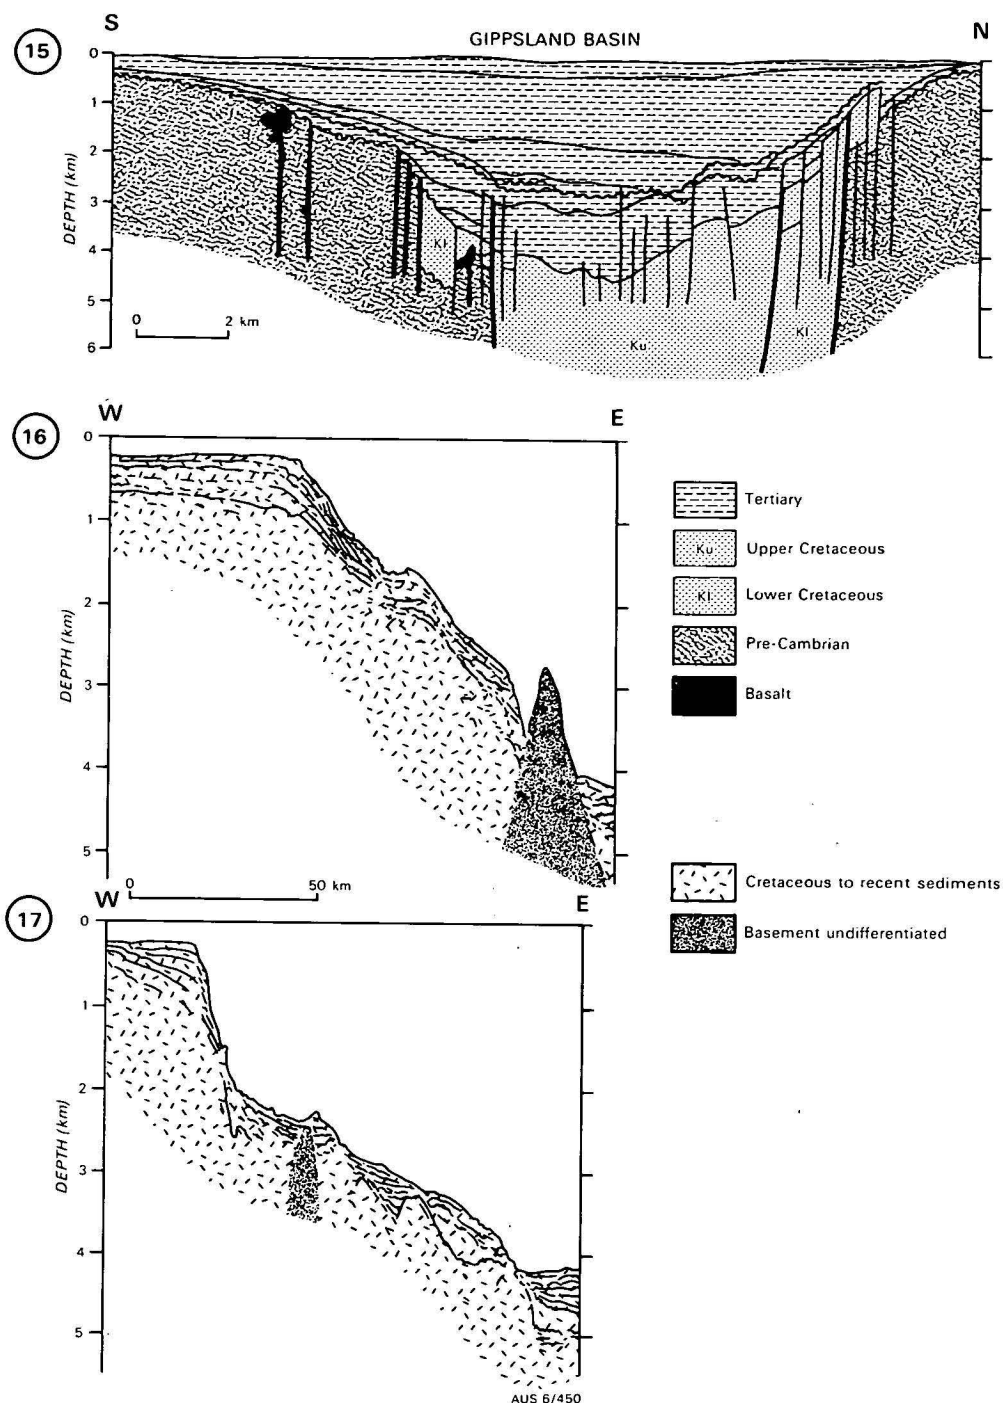 15
S
GIPPSLAND BASIN
N
0
1
2
3
4
5
6
DEPTH (km)
Kl
Ku
Kl
0 2 km
16
W
E
0
1
2
3
4
5
DEPTH (km)
Tertiary
Ku Upper Cretaceous
Kl Lower Cretaceous
Pre-Cambrian
Basalt
Cretaceous to recent sediments
Basement undifferentiated
0 50 km
17
W
E
0
1
2
3
4
5
DEPTH (km)
AUS 6/450